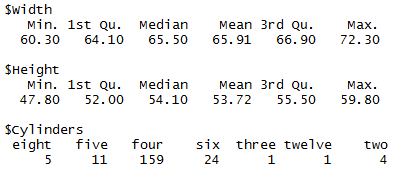 $Width
Min. 1st Qu. Median Mean 3rd Qu. Max.
60.30 64.10 65.50 65.91 66.90 72.30
$Height
Min. 1st Qu. Median Mean 3rd Qu. Max.
47.80 52.00 54.10 53.72 55.50 59.80
$Cylinders
eight five four six three twelve two
5 11 159 24 1 1 4